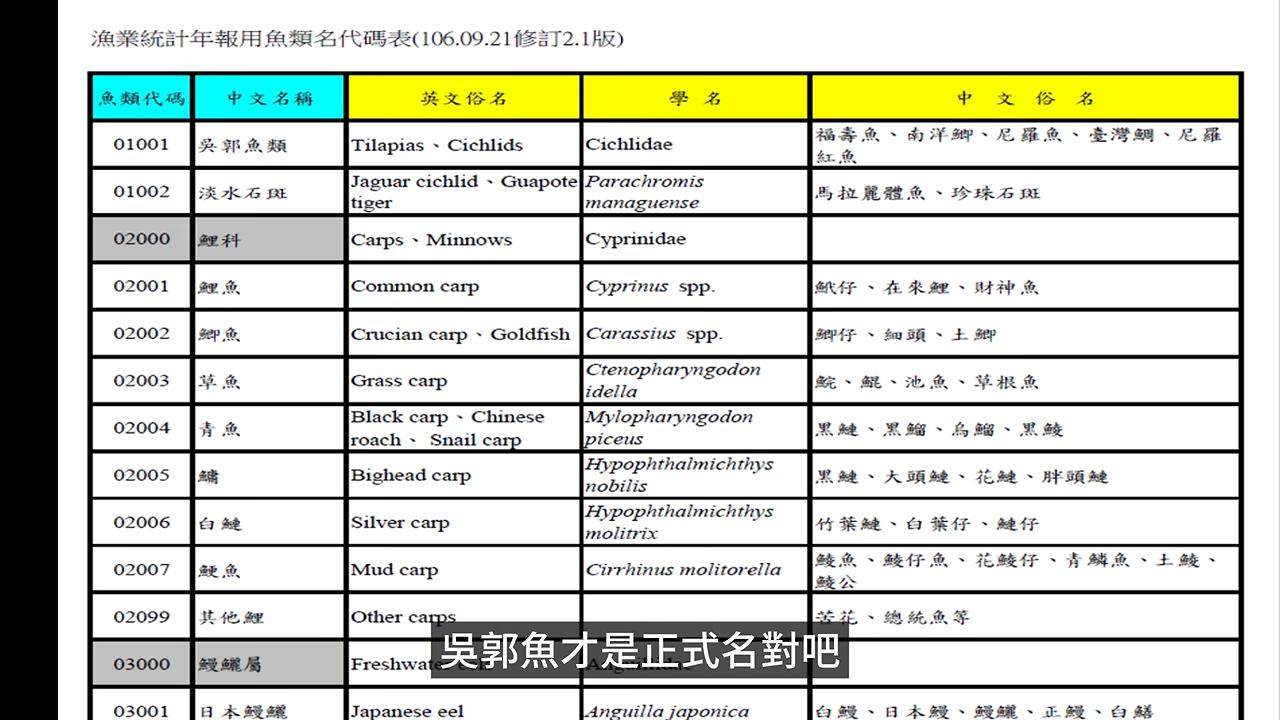 漁業統計年報用魚類名代碼表(106.09.21修訂2.1版)
魚類代碼 中文名稱 英文俗名 學名 中文俗名
01001 吳郭魚類 Tilapias、Cichlids Cichlidae 福壽魚、南洋鯽、尼羅魚、臺灣鯛、尼羅
紅魚
01002 淡水石斑 Jaguar cichlid、Guapote
tiger
Parachromis
managuense
馬拉麗體魚、珍珠石斑
02000 鯉科 Carps、Minnows Cyprinidae
02001 鯉魚 Common carp Cyprinus spp. 魮仔、在來鯉、財神魚
02002 鯽魚 Crucian carp、Goldfish Carassius spp. 鯽仔、細頭、土鯽
02003 草魚 Grass carp Ctenopharyngodon
idella
鯇、鯤、池魚、草根魚
02004 青魚 Black carp、Chinese
roach、 Snail carp
Mylopharyngodon
piceus
黑鰱、黑鰡、烏鰡、黑鯪
02005 鱅 Bighead carp Hypophthalmichthys
nobilis
黑鰱、大頭鰱、花鰱、胖頭鰱
02006 白鰱 Silver carp Hypophthalmichthys
molitrix
竹葉鰱、白葉仔、鰱仔
02007 鯁魚 Mud carp Cirrhinus molitorella 鯪魚、鯪仔魚、花鯪仔、青鱗魚、土鯪、
鯪公
02099 其他鯉 Other carps 苦花、總統魚等
03000 鰻鱺屬 Freshwater
吳郭魚才是正式名對吧
03001 日本鰻鱺 Japanese eel Anguilla japonica 白鰻、日本鰻、鰻鱺、正鰻、白鱔